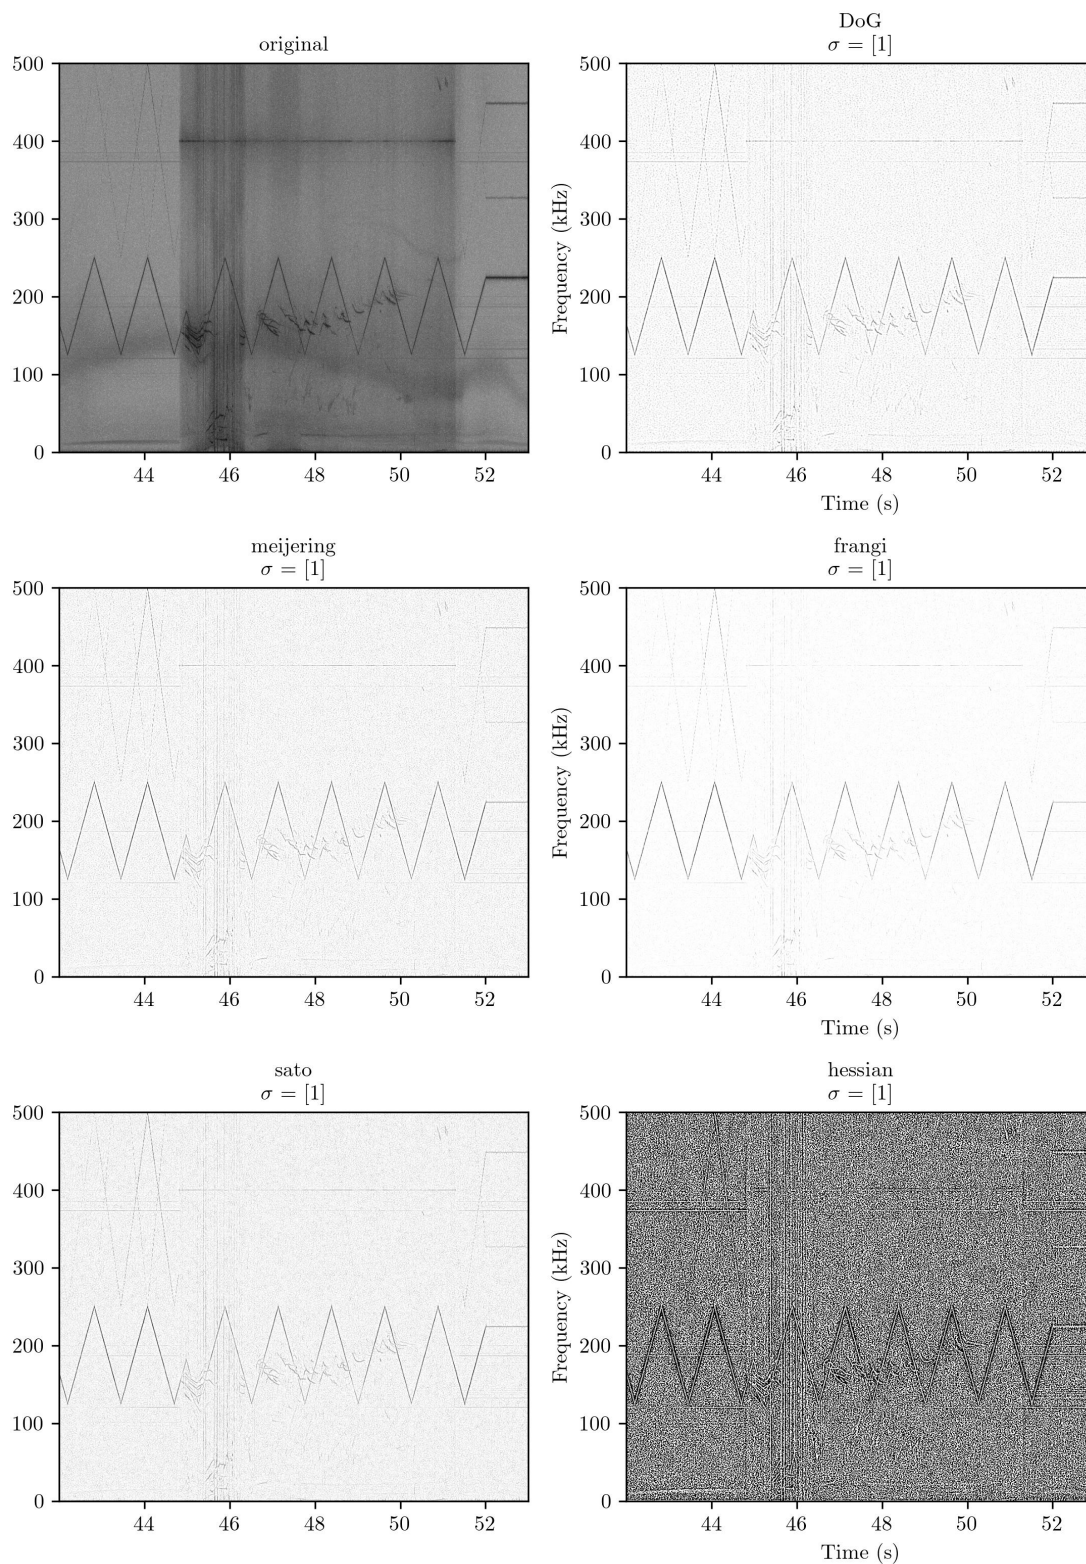 original
500
400
300
200
100
0
44 46 48 50 52
DoG
σ = [1]
Frequency (kHz)
500
400
300
200
100
0
44 46 48 50 52
Time (s)
meijering
σ = [1]
500
400
300
200
100
0
44 46 48 50 52
frangi
σ = [1]
Frequency (kHz)
500
400
300
200
100
0
44 46 48 50 52
Time (s)
sato
σ = [1]
500
400
300
200
100
0
44 46 48 50 52
hessian
σ = [1]
Frequency (kHz)
500
400
300
200
100
0
44 46 48 50 52
Time (s)